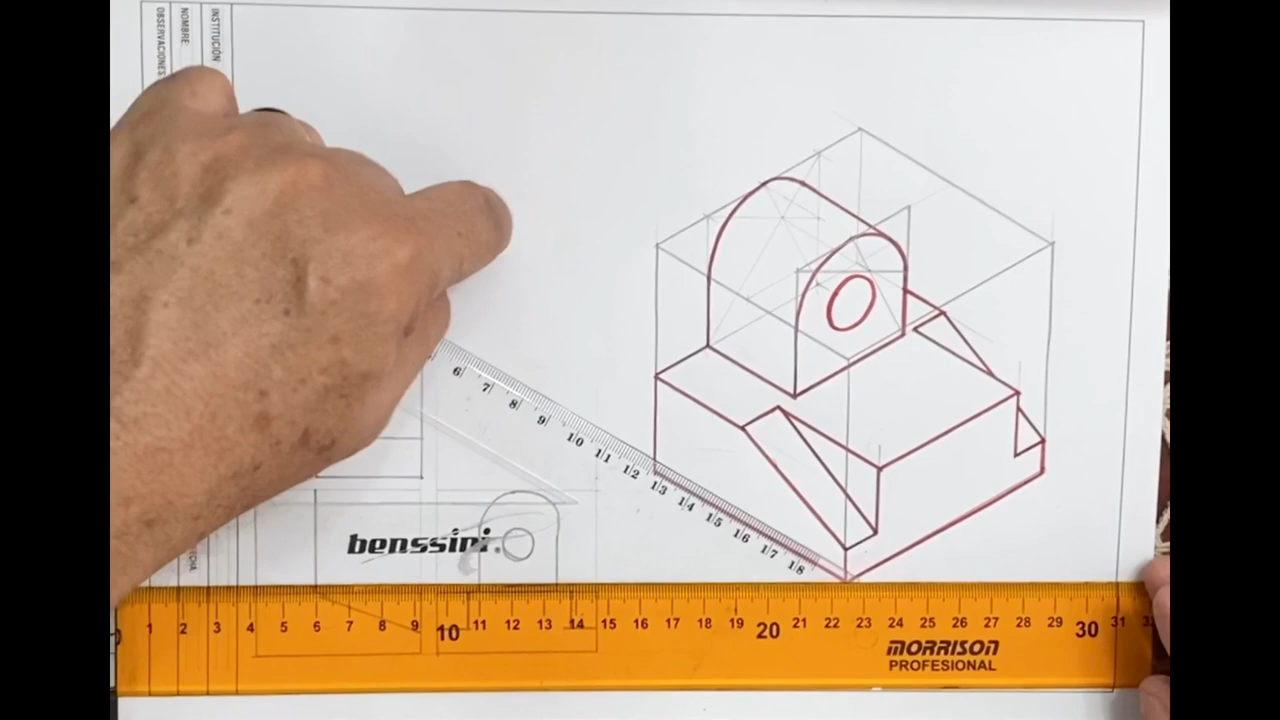 INSTITUCIÓN
NOMBRE:
OBSERVACIONES:
6 7 8 9 10 11 12 13 14 15 16 17 18
benssini.
1 2 3 4 5 6 7 8 9 10 11 12 13 14 15 16 17 18 19 20 21 22 23 24 25 26 27 28 29 30 31
MORRISON
PROFESIONAL